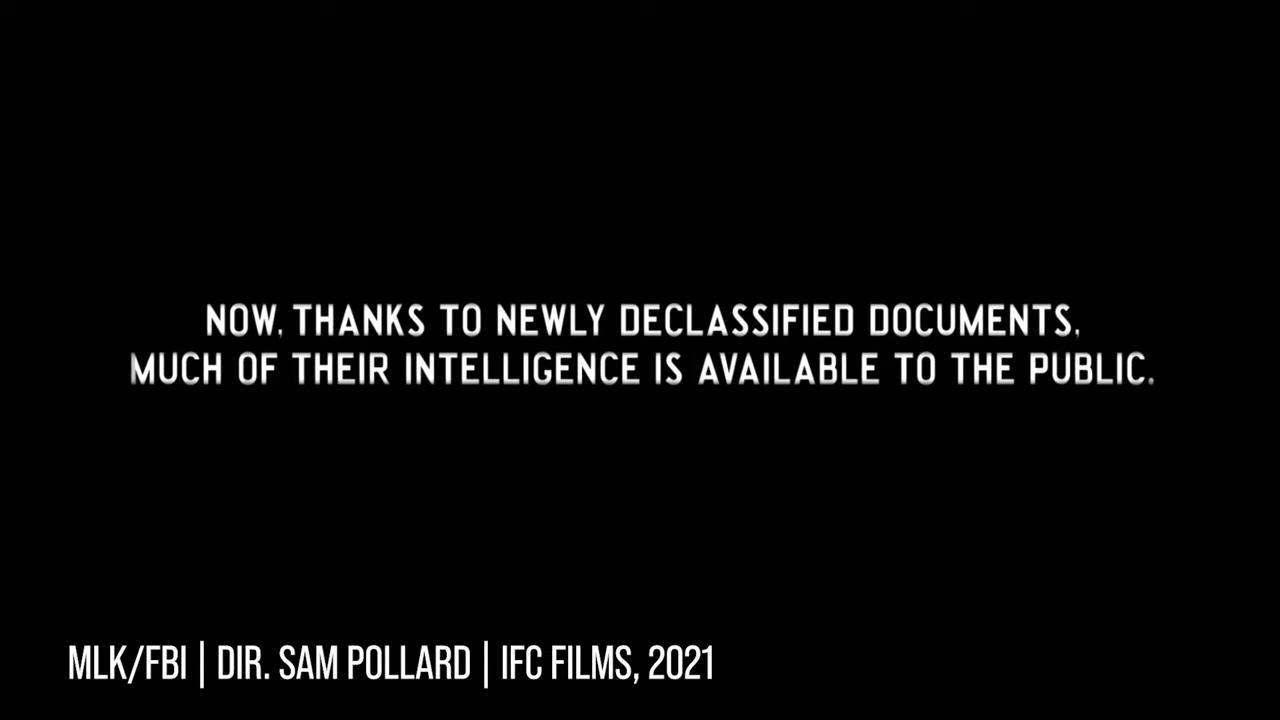 NOW, THANKS TO NEWLY DECLASSIFIED DOCUMENTS,
MUCH OF THEIR INTELLIGENCE IS AVAILABLE TO THE PUBLIC.
MLK/FBI | DIR. SAM POLLARD | IFC FILMS, 2021